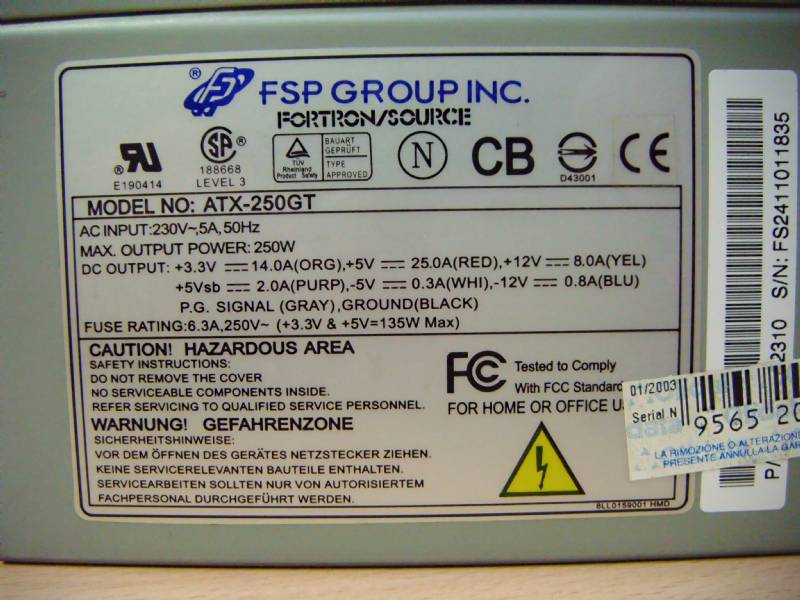 ® FSP GROUP INC.
FORTRON/SOURCE
® RU
E190414
SA ®
188668
LEVEL 3
TÜV
Rheinland
Product Safety
BAUART
GEPRÜFT
TYPE
APPROVED
N
CB
D43001
CE
MODEL NO: ATX-250GT
AC INPUT:230V~,5A,50Hz
MAX. OUTPUT POWER: 250W
DC OUTPUT: +3.3V 14.0A(ORG),+5V 25.0A(RED),+12V 8.0A(YEL)
+5Vsb 2.0A(PURP),-5V 0.3A(WHI),-12V 0.8A(BLU)
P.G. SIGNAL (GRAY),GROUND(BLACK)
FUSE RATING:6.3A,250V~ (+3.3V & +5V=135W Max)
CAUTION! HAZARDOUS AREA
SAFETY INSTRUCTIONS:
DO NOT REMOVE THE COVER
NO SERVICEABLE COMPONENTS INSIDE.
REFER SERVICING TO QUALIFIED SERVICE PERSONNEL.
WARNUNG! GEFAHRENZONE
SICHERHEITSHINWEISE:
VOR DEM ÖFFNEN DES GERÄTES NETZSTECKER ZIEHEN.
KEINE SERVICERELEVANTEN BAUTEILE ENTHALTEN.
SERVICEARBEITEN SOLLTEN NUR VON AUTORISIERTEM
FACHPERSONAL DURCHGEFÜHRT WERDEN.
FC Tested to Comply
With FCC Standard
FOR HOME OR OFFICE U
8LL0159001 HMD
S/N: FS2411011835
P/
2310
01/2003
Serial N
9565 20
LA RIMOZIONE O ALTERAZIONE
PRESENTE ANNULLA LA GAR